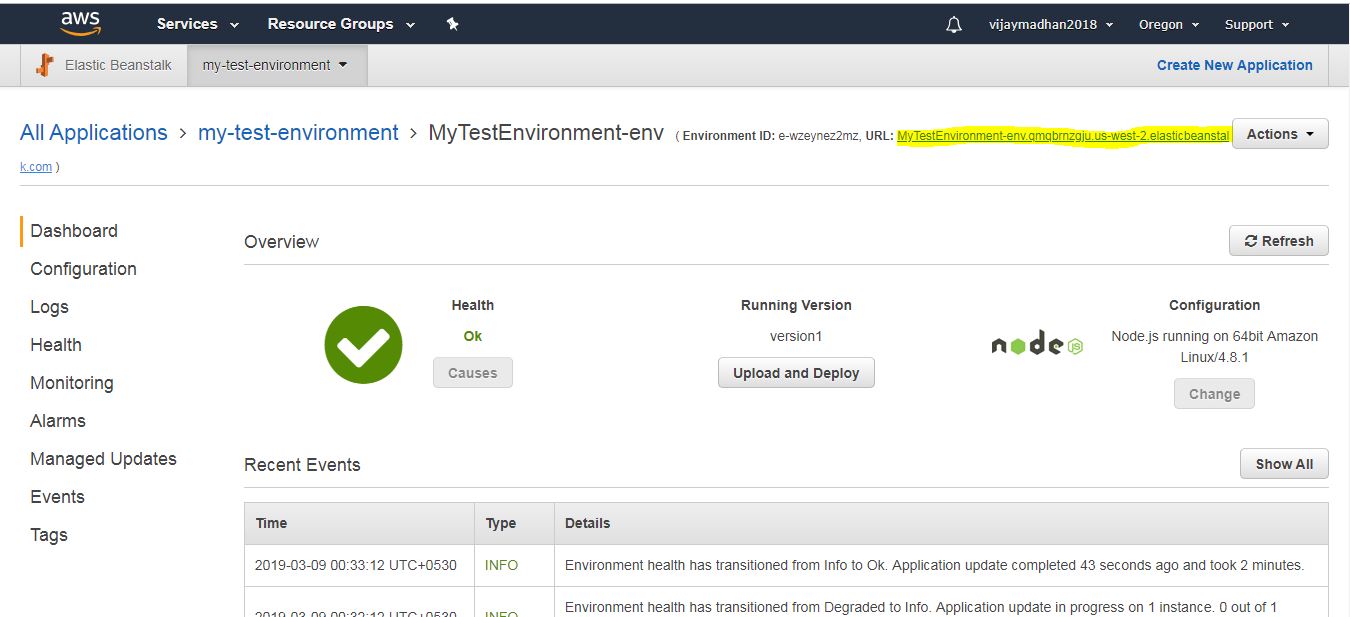 aws Services Resource Groups vijaymadhan2018 Oregon Support
Elastic Beanstalk my-test-environment Create New Application
All Applications > my-test-environment > MyTestEnvironment-env ( Environment ID: e-wzeynez2mz, URL: MyTestEnvironment-env.qmqbrnzgju.us-west-2.elasticbeanstal Actions
k.com )
Dashboard
Configuration
Logs
Health
Monitoring
Alarms
Managed Updates
Events
Tags
Overview Refresh
Health
Ok
Causes
Running Version
version1
Upload and Deploy
node js
Configuration
Node.js running on 64bit Amazon
Linux/4.8.1
Change
Recent Events Show All
Time Type Details
2019-03-09 00:33:12 UTC+0530 INFO Environment health has transitioned from Info to Ok. Application update completed 43 seconds ago and took 2 minutes.
2019-03-09 00:32:12 UTC+0530 INFO Environment health has transitioned from Degraded to Info. Application update in progress on 1 instance. 0 out of 1